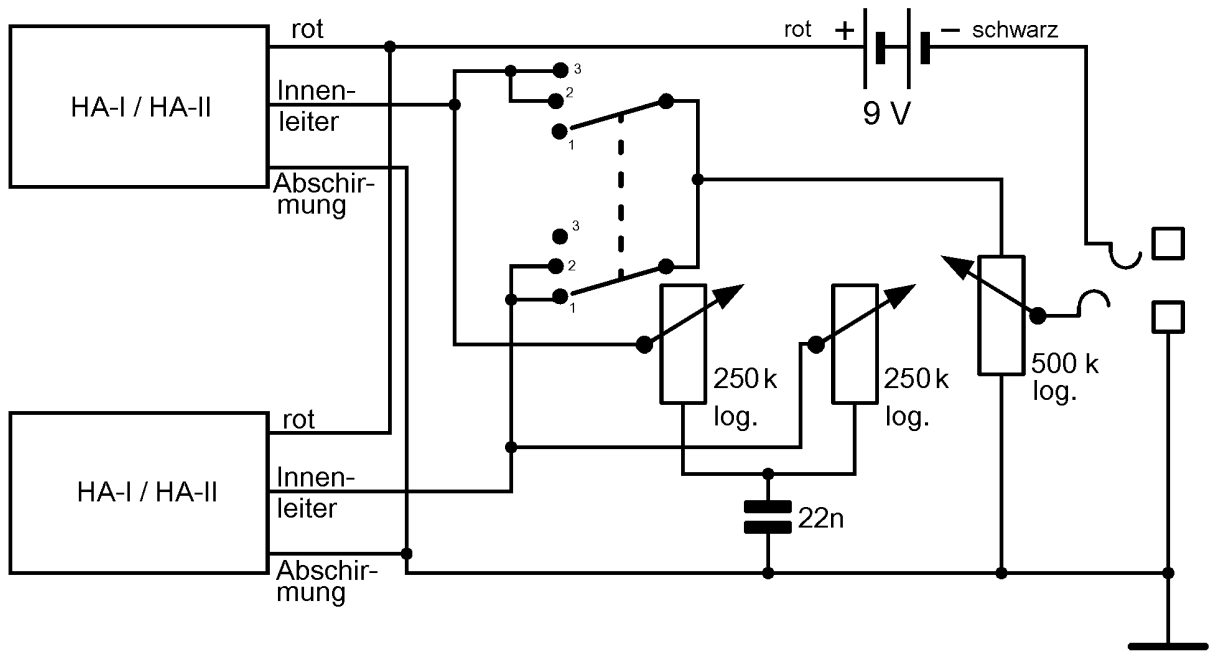 rot
rot + − schwarz
HA-I / HA-II
Innen-
leiter
9 V
Abschir-
mung
3
2
1
3
2
1
250 k
log.
250 k
log.
500 k
log.
rot
HA-I / HA-II
Innen-
leiter
22n
Abschir-
mung